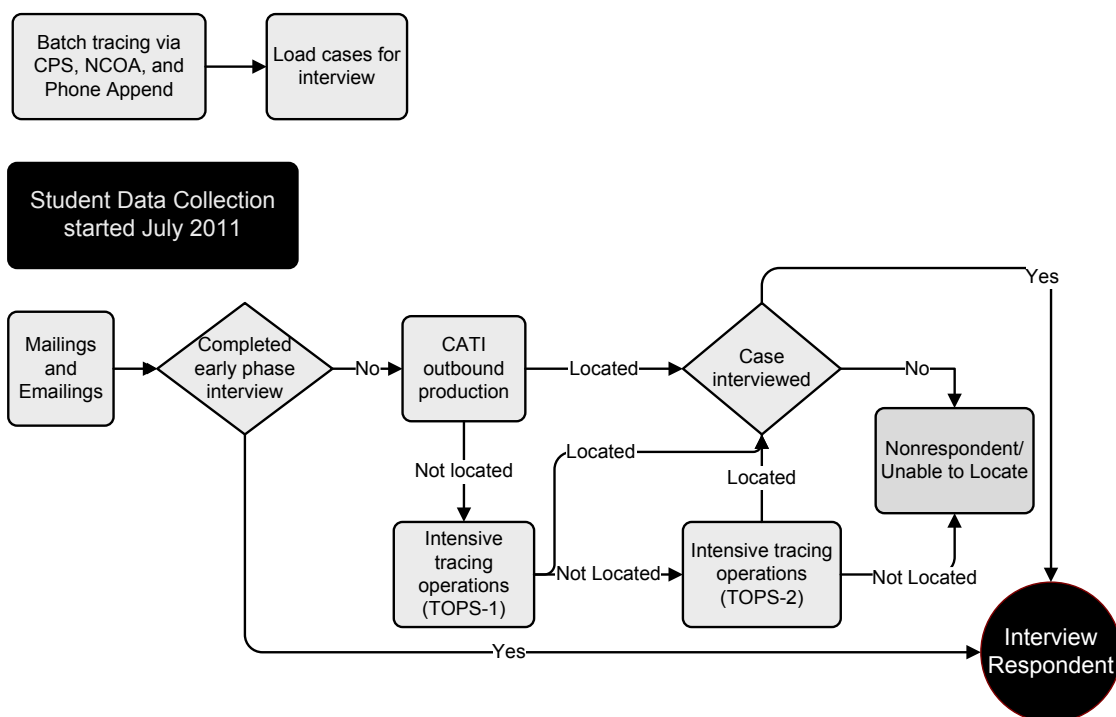 Batch tracing via
CPS, NCOA, and
Phone Append
Load cases for
interview
Student Data Collection
started July 2011
Yes
Mailings
and
Emailings
Completed
early phase
interview
No
CATI
outbound
production
Located
Case
interviewed
No
Nonrespondent/
Unable to Locate
Not located
Located
Located
Intensive
tracing
operations
(TOPS-1)
Not Located
Intensive tracing
operations
(TOPS-2)
Not Located
Yes
Interview
Respondent